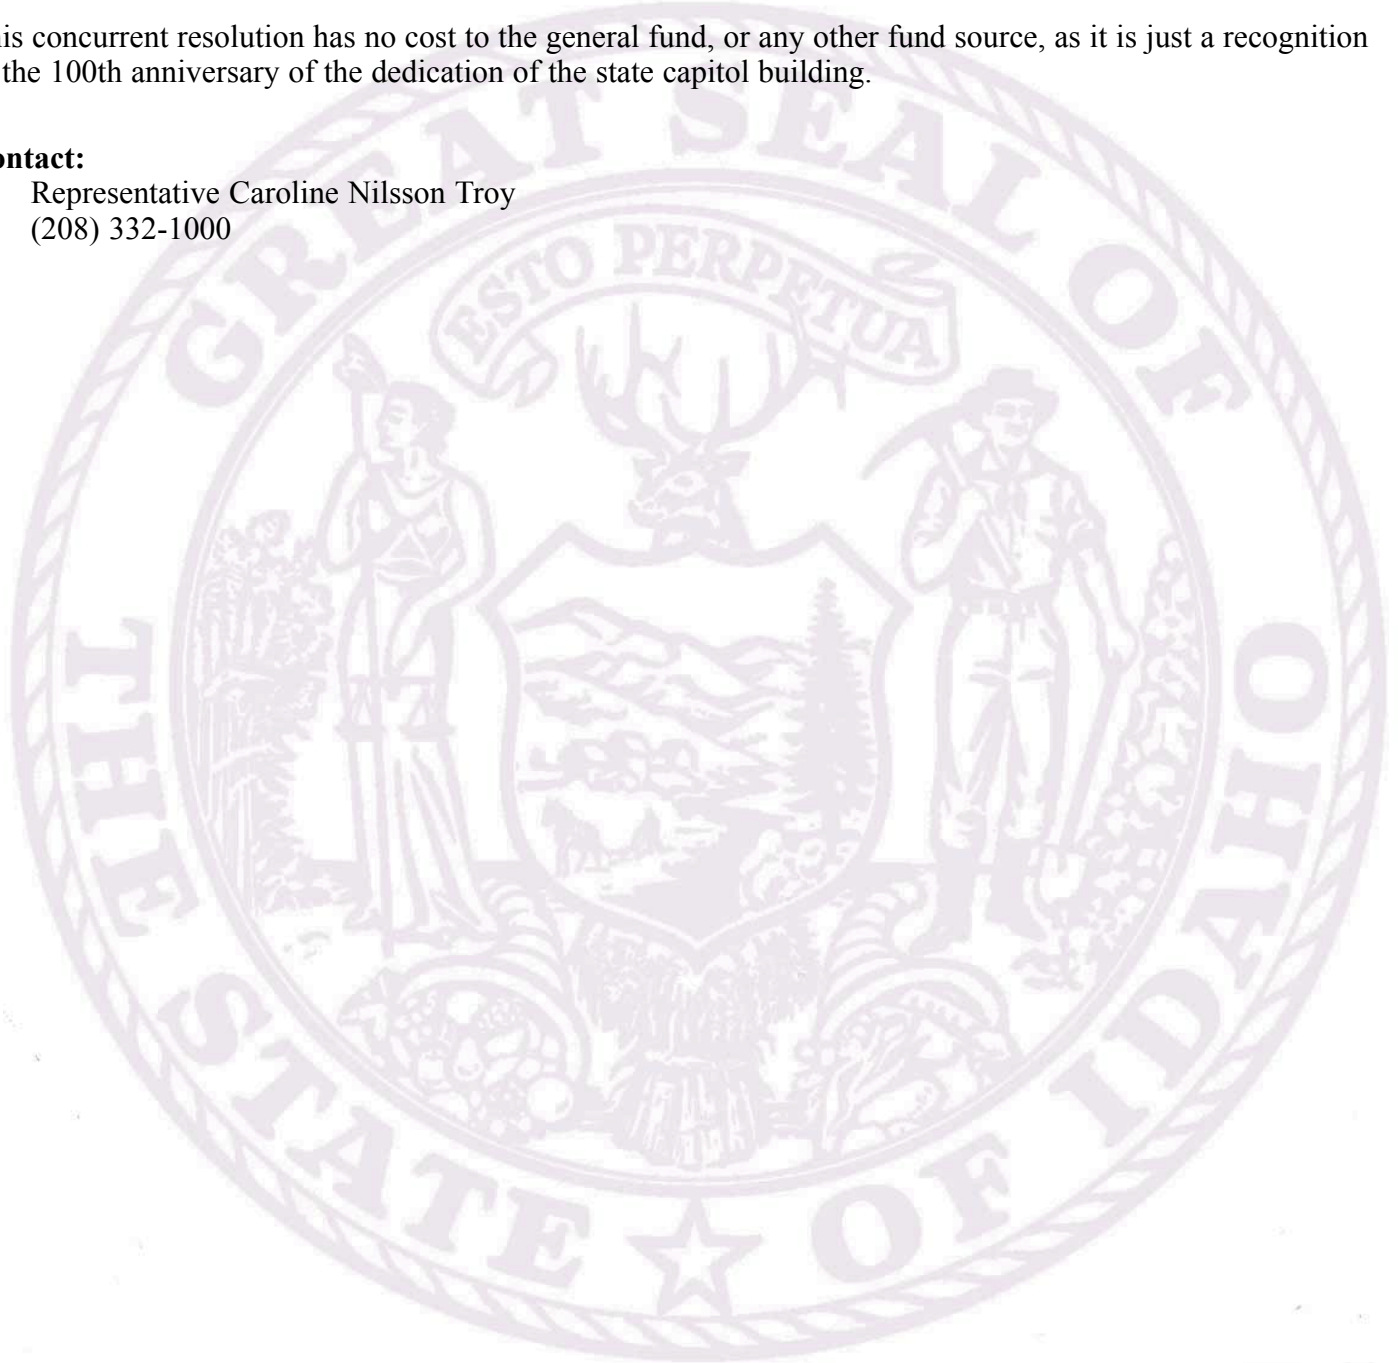 is concurrent resolution has no cost to the general fund, or any other fund source, as it is just a recognition
the 100th anniversary of the dedication of the state capitol building.
ontact:
Representative Caroline Nilsson Troy
(208) 332-1000
THE GREAT SEAL OF
ESTO PERPETUA
STATE OF IDAHO